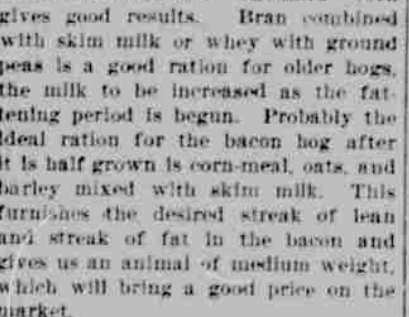 gives good results. Bran combined
with skim milk or whey with ground
peas is a good ration for older hogs,
the milk to be increased as the fat-
tening period is begun. Probably the
ideal ration for the bacon hog after
it is half grown is corn-meal, oats, and
barley mixed with skim milk. This
furnishes the desired streak of lean
and streak of fat in the bacon and
gives us an animal of medium weight,
which will bring a good price on the
market.